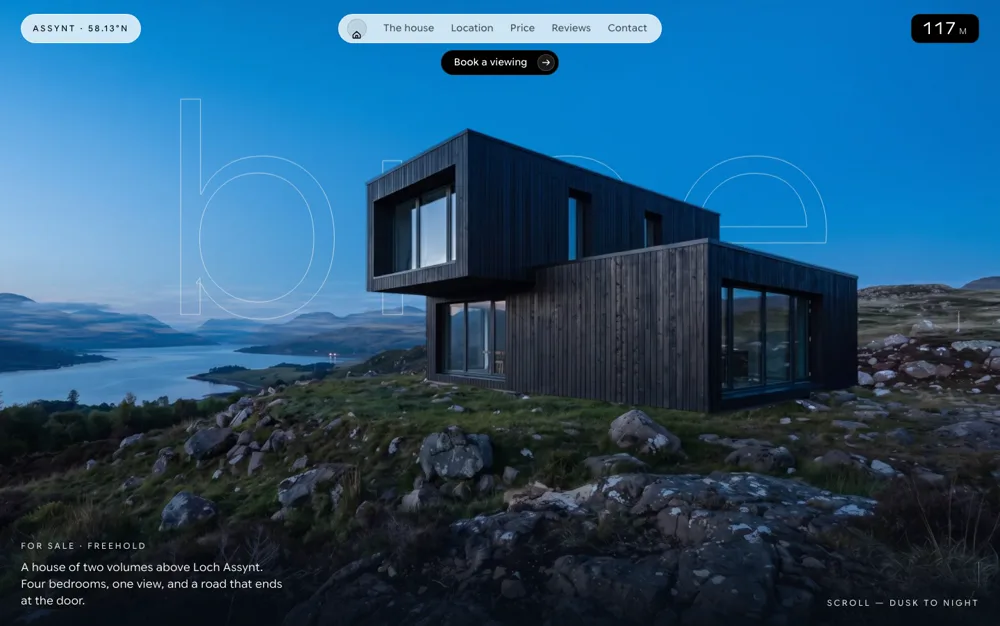 ASSYNT · 58.13°N
The house Location Price Reviews Contact
117 M
Book a viewing
FOR SALE · FREEHOLD
A house of two volumes above Loch Assynt.
Four bedrooms, one view, and a road that ends
at the door.
SCROLL — DUSK TO NIGHT